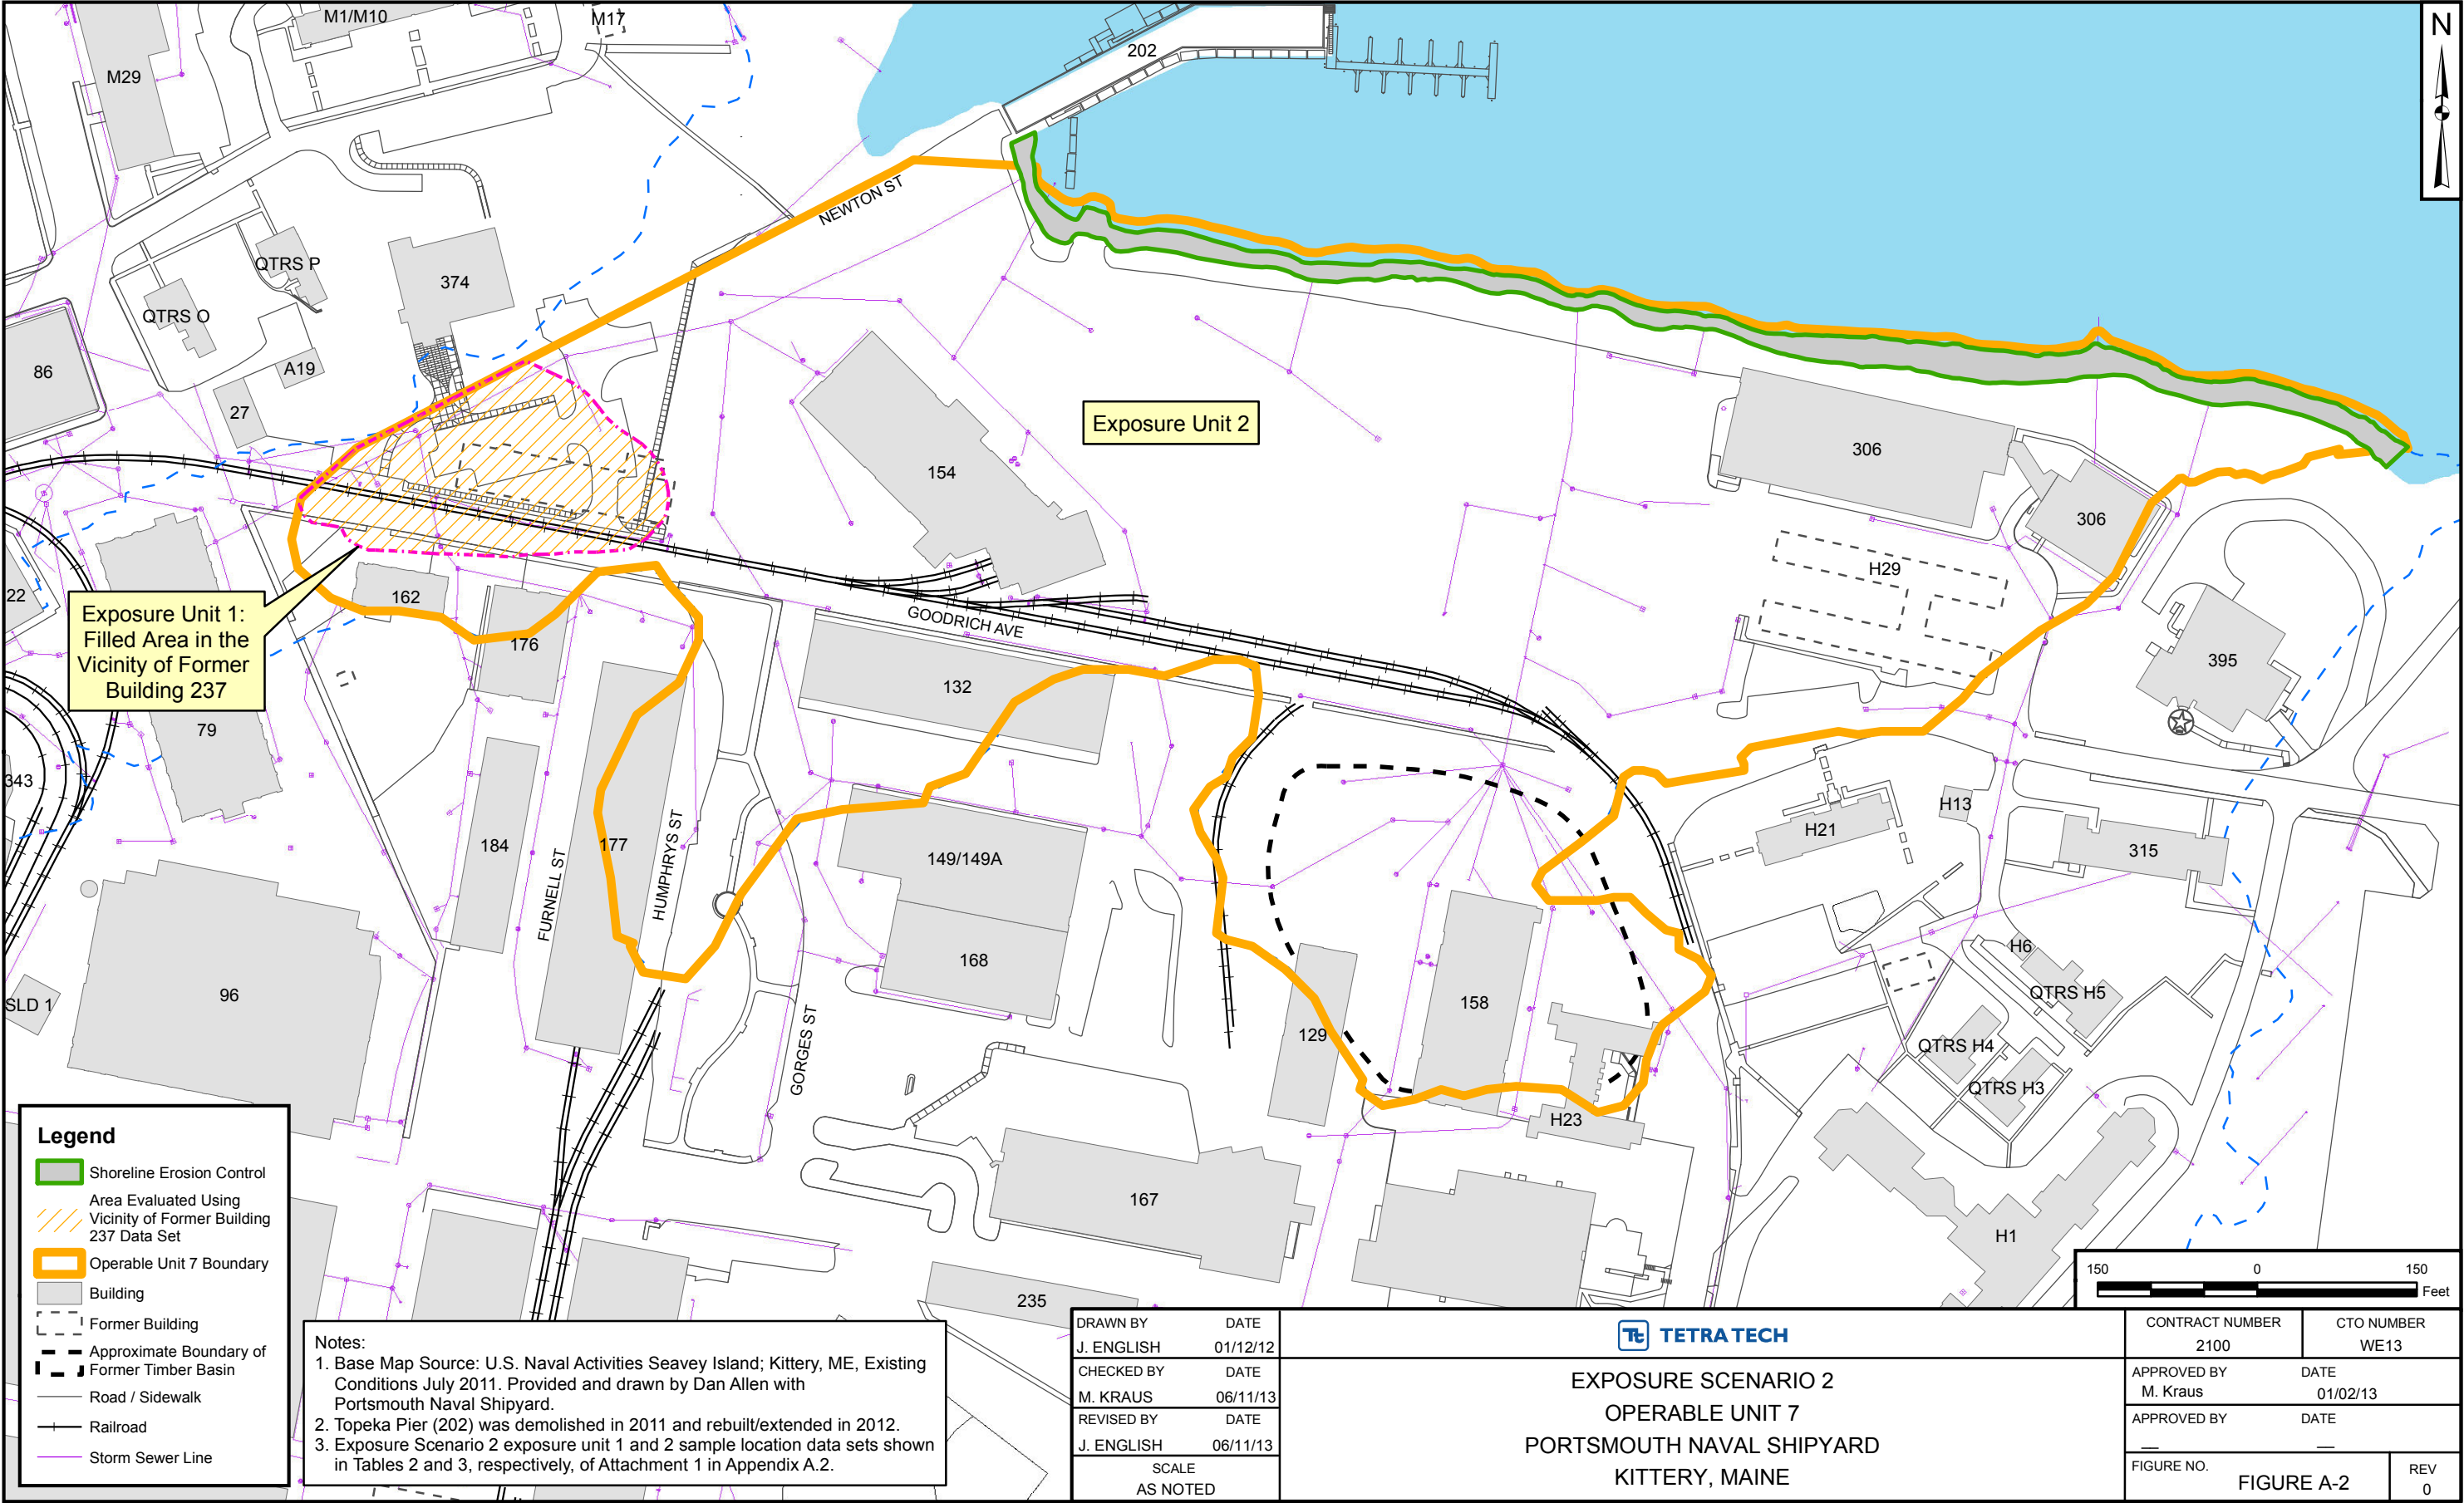 M1/M10
M17
M29
202
N
NEWTON ST
QTRS P
374
QTRS O
A19
86
27
Exposure Unit 2
154
306
306
H29
22
162
176
Exposure Unit 1:
Filled Area in the
Vicinity of Former
Building 237
GOODRICH AVE
132
395
79
343
184
177
FURNELL ST
HUMPHRYS ST
149/149A
H21
H13
315
168
96
SLD 1
GORGES ST
129
158
H6
QTRS H5
QTRS H4
QTRS H3
H23
167
H1
235
Legend
Shoreline Erosion Control
Area Evaluated Using
Vicinity of Former Building
237 Data Set
Operable Unit 7 Boundary
Building
Former Building
Approximate Boundary of
Former Timber Basin
Road / Sidewalk
Railroad
Storm Sewer Line
Notes:
1. Base Map Source: U.S. Naval Activities Seavey Island; Kittery, ME, Existing
Conditions July 2011. Provided and drawn by Dan Allen with
Portsmouth Naval Shipyard.
2. Topeka Pier (202) was demolished in 2011 and rebuilt/extended in 2012.
3. Exposure Scenario 2 exposure unit 1 and 2 sample location data sets shown
in Tables 2 and 3, respectively, of Attachment 1 in Appendix A.2.
150 0 150
Feet
DRAWN BY DATE
J. ENGLISH 01/12/12
CHECKED BY DATE
M. KRAUS 06/11/13
REVISED BY DATE
J. ENGLISH 06/11/13
SCALE
AS NOTED
Tt TETRA TECH
EXPOSURE SCENARIO 2
OPERABLE UNIT 7
PORTSMOUTH NAVAL SHIPYARD
KITTERY, MAINE
CONTRACT NUMBER CTO NUMBER
2100 WE13
APPROVED BY DATE
M. Kraus 01/02/13
APPROVED BY DATE
— —
FIGURE NO. REV
FIGURE A-2 0